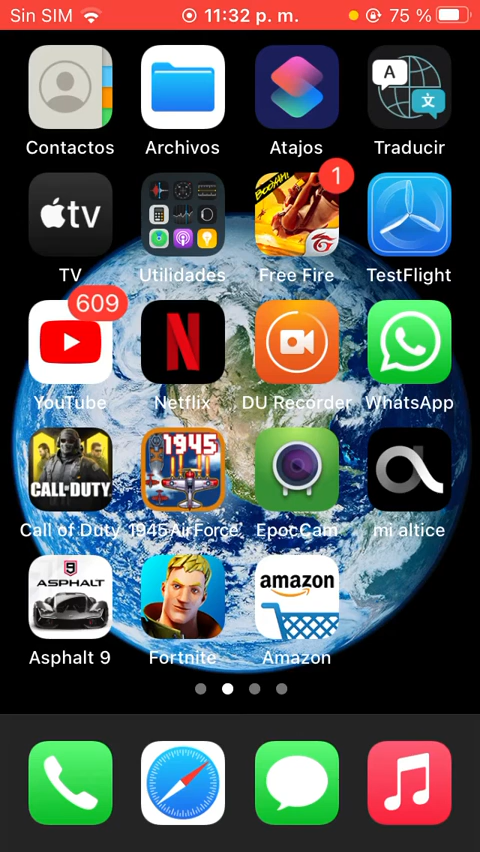 Sin SIM 11:32 p. m. 75 %
Contactos Archivos Atajos Traducir
A 文
tv
BOOYAH! 1
TV Utilidades Free Fire TestFlight
609
N
YouTube Netflix DU Recorder WhatsApp
CALL OF DUTY 1945
Call of Duty 1945AirForce EpocCam mi altice
ASPHALT 9 amazon
Asphalt 9 Fortnite Amazon